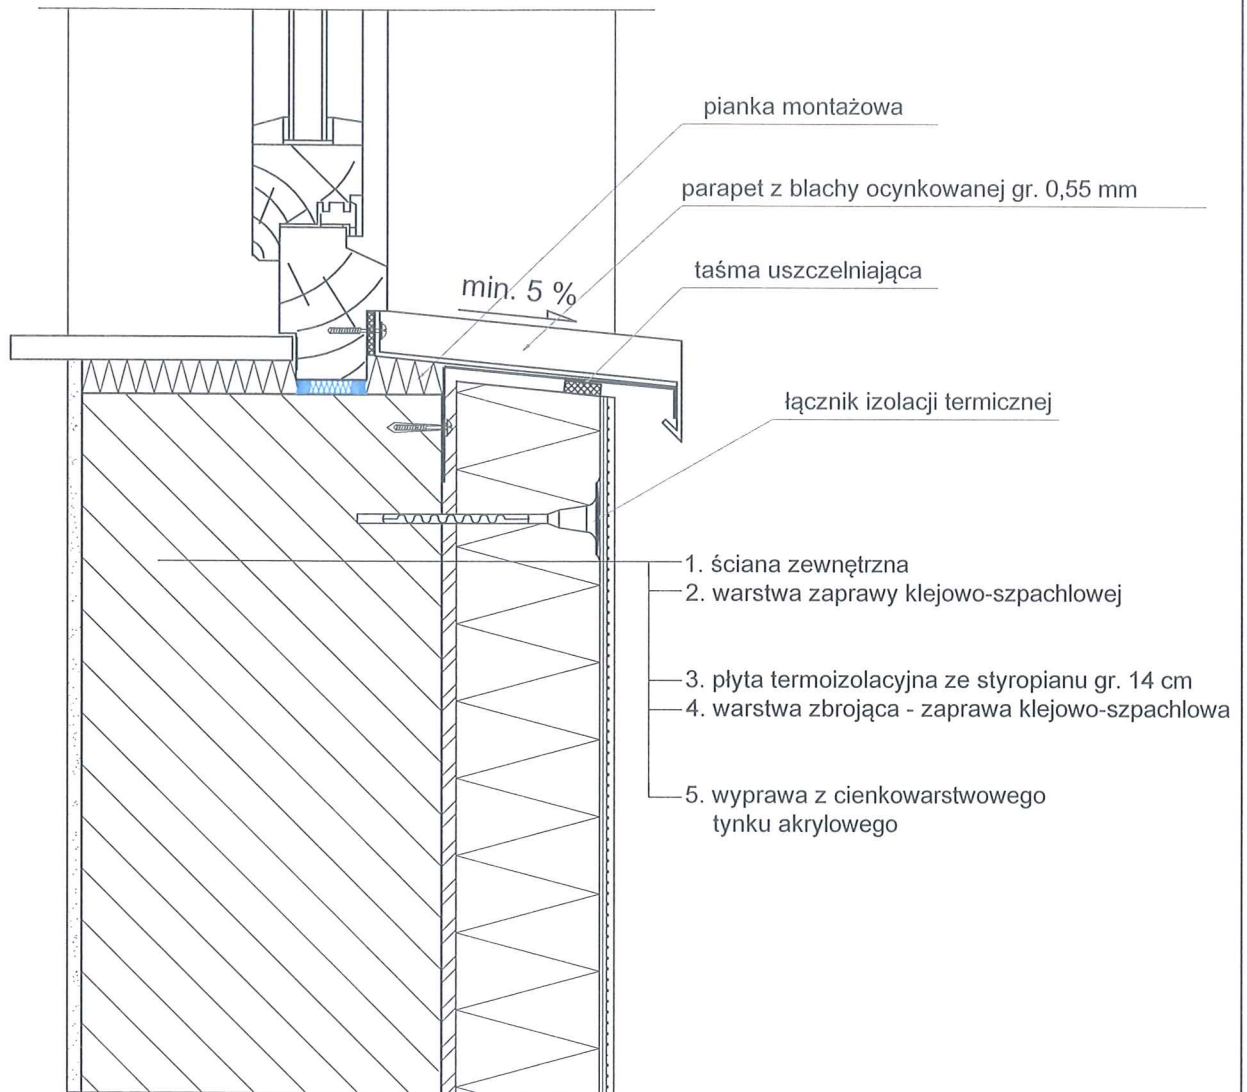 pianka montażowa
parapet z blachy ocynkowanej gr. 0,55 mm
taśma uszczelniająca
min. 5 %
łącznik izolacji termicznej
1. ściana zewnętrzna
2. warstwa zaprawy klejowo-szpachlowej
3. płyta termoizolacyjna ze styropianu gr. 14 cm
4. warstwa zbrojąca - zaprawa klejowo-szpachlowa
5. wyprawa z cienkowarstwowego
tynku akrylowego